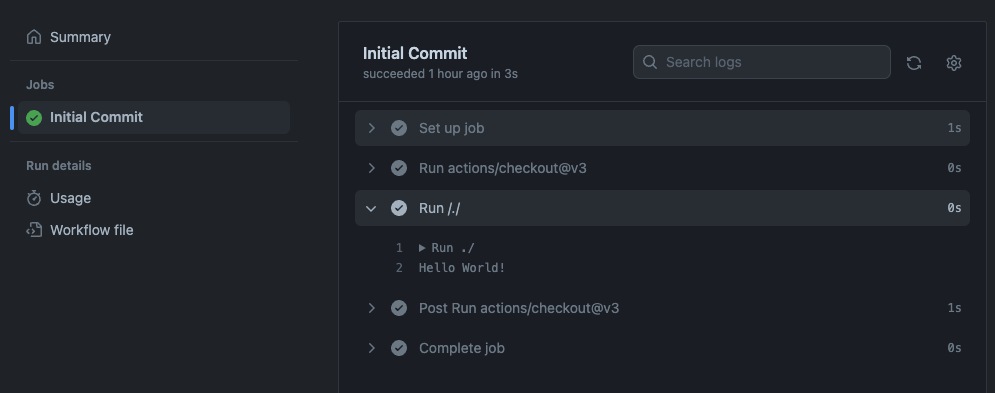 Summary
Jobs
Initial Commit
Run details
Usage
Workflow file
Initial Commit
succeeded 1 hour ago in 3s
Search logs
Set up job 1s
Run actions/checkout@v3 0s
Run /./ 0s
1 ▶ Run ./
2 Hello World!
Post Run actions/checkout@v3 1s
Complete job 0s